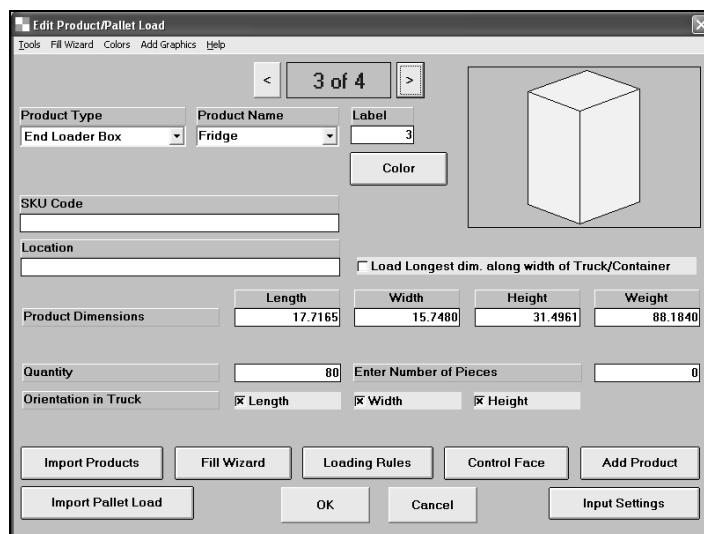 Edit Product/Pallet Load
Tools Fill Wizard Colors Add Graphics Help
< 3 of 4 >
Product Type Product Name Label
End Loader Box Fridge 3
Color
SKU Code
Location
Load Longest dim. along width of Truck/Container
Length Width Height Weight
Product Dimensions 17.7165 15.7480 31.4961 88.1840
Quantity 80 Enter Number of Pieces 0
Orientation in Truck Length Width Height
Import Products Fill Wizard Loading Rules Control Face Add Product
Import Pallet Load OK Cancel Input Settings